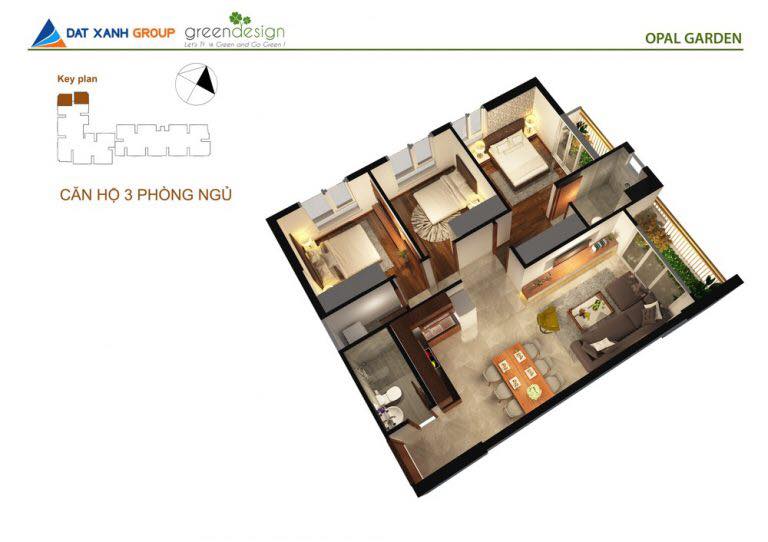 DAT XANH GROUP
greendesign
Let's Think Green and Go Green !
OPAL GARDEN
Key plan
CĂN HỘ 3 PHÒNG NGỦ